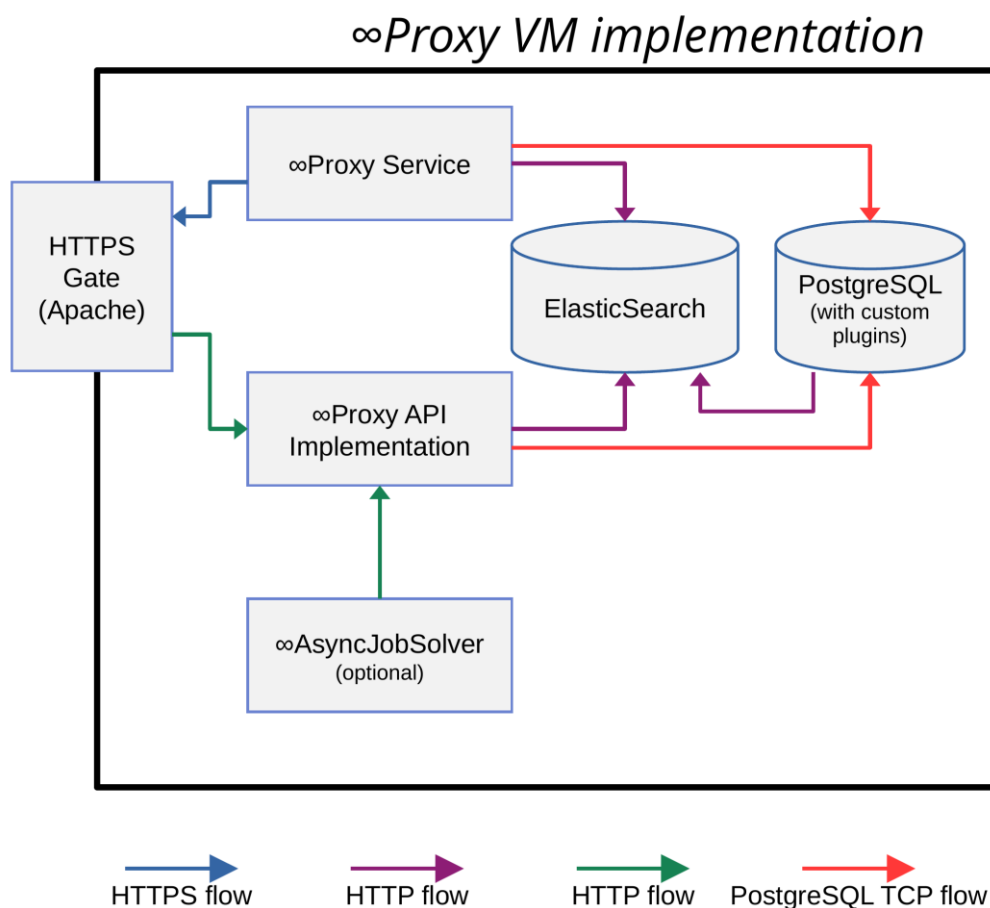 ∞Proxy VM implementation
∞Proxy Service
HTTPS
Gate
(Apache)
ElasticSearch
PostgreSQL
(with custom
plugins)
∞Proxy API
Implementation
∞AsyncJobSolver
(optional)
HTTPS flow
HTTP flow
HTTP flow
PostgreSQL TCP flow